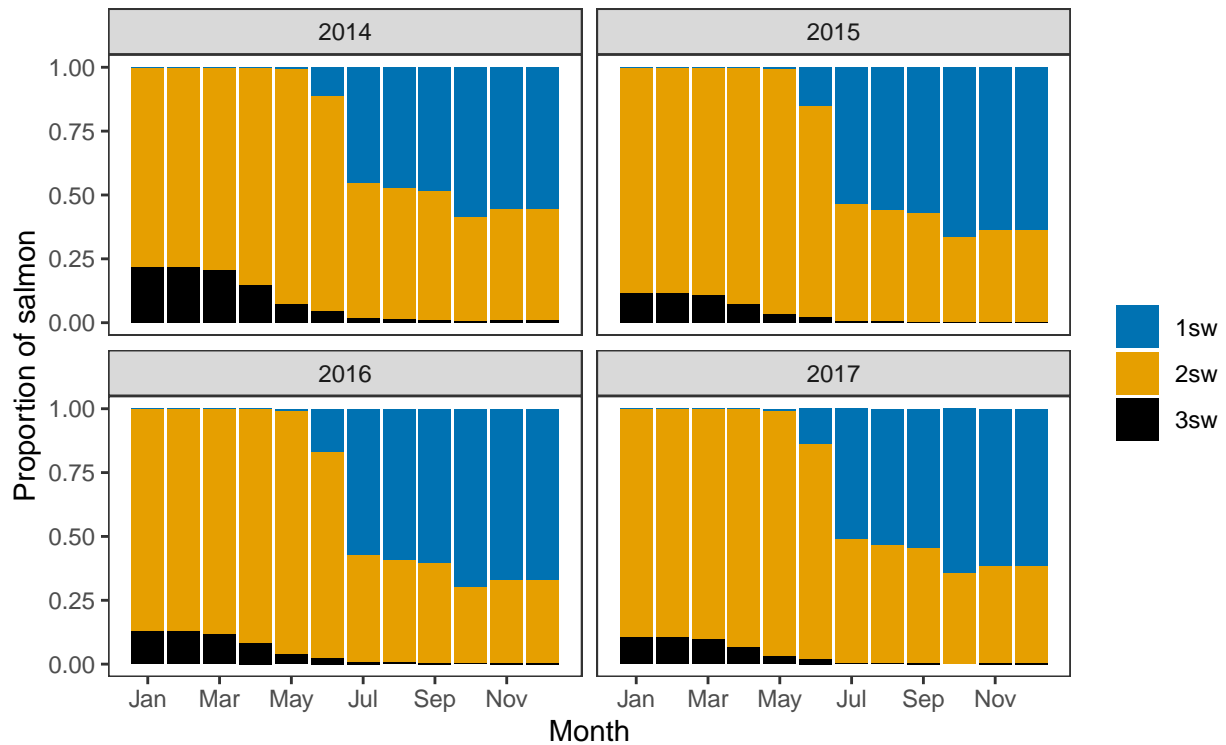 2014
2015
1.00
0.75
0.50
0.25
0.00
2016
2017
1.00
0.75
0.50
0.25
0.00
Jan Mar May Jul Sep Nov
Jan Mar May Jul Sep Nov
Month
Proportion of salmon
1sw
2sw
3sw